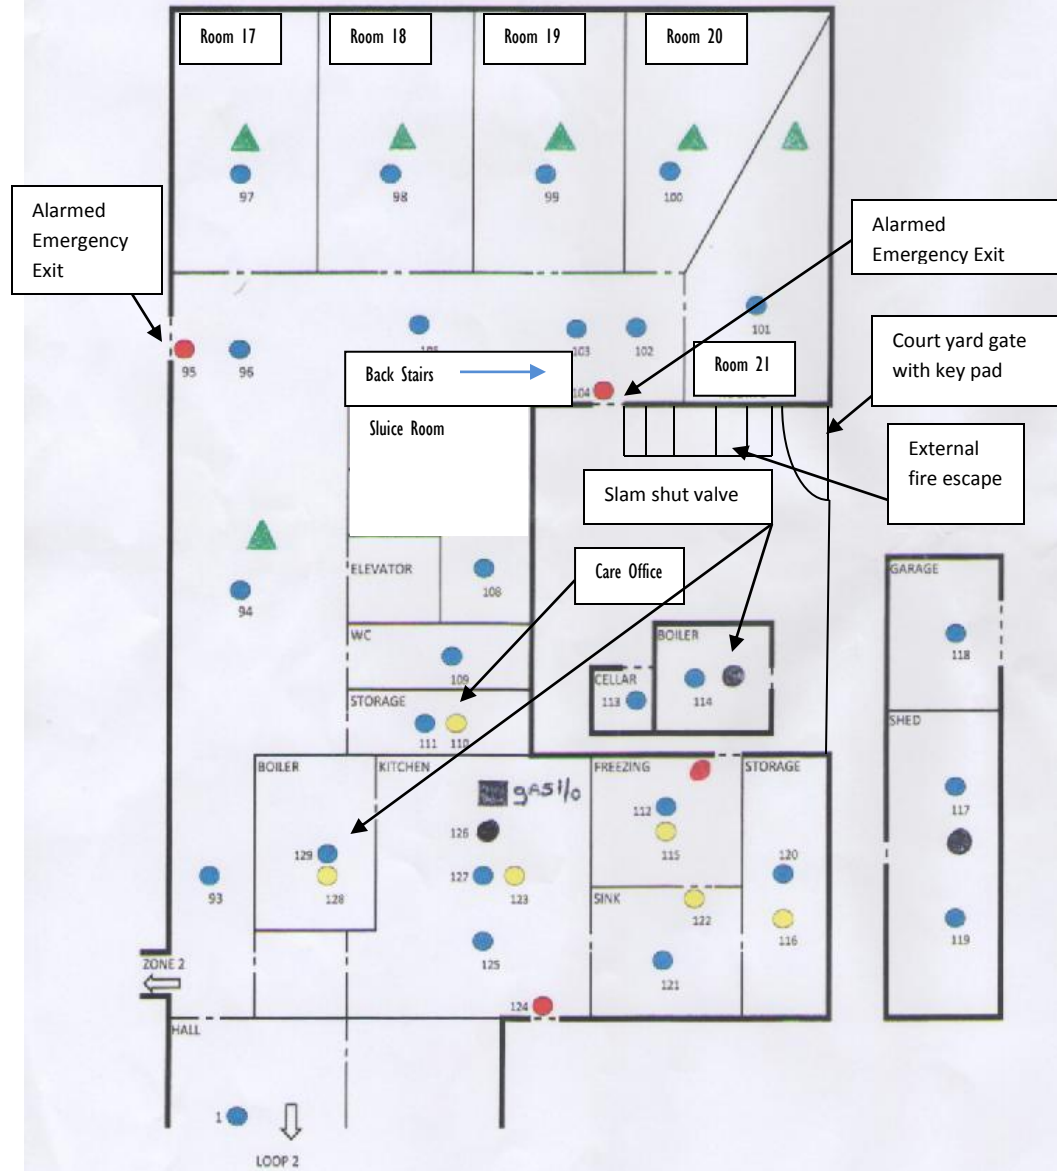 Room 17
Room 18
Room 19
Room 20
97
98
99
100
Alarmed
Emergency
Exit
Alarmed
Emergency Exit
101
103
102
95
96
Back Stairs
104
Room 21
Court yard gate
with key pad
Sluice Room
External
fire escape
Slam shut valve
ELEVATOR
108
Care Office
GARAGE
94
118
WC
109
BOILER
CELLAR
113
114
STORAGE
111
110
SHED
BOILER
KITCHEN
FREEZING
STORAGE
gas i/o
112
117
126
115
120
129
128
127
123
93
SINK
122
116
119
125
121
ZONE 2
124
HALL
1
LOOP 2